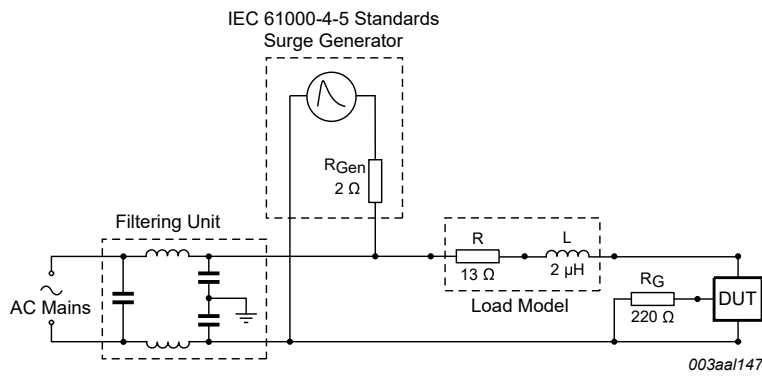 IEC 61000-4-5 Standards
Surge Generator
RGen
2 Ω
Filtering Unit
R
L
13 Ω
2 μH
RG
DUT
AC Mains
Load Model
220 Ω
003aal147